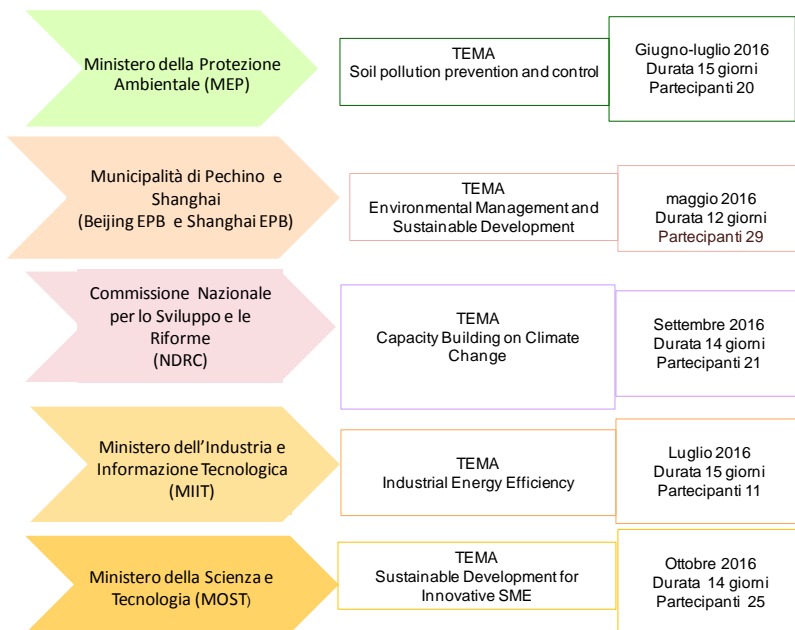 Ministero della Protezione
Ambientale (MEP)
TEMA
Soil pollution prevention and control
Giugno-luglio 2016
Durata 15 giorni
Partecipanti 20
Municipalità di Pechino e
Shanghai
(Beijing EPB e Shanghai EPB)
TEMA
Environmental Management and
Sustainable Development
maggio 2016
Durata 12 giorni
Partecipanti 29
Commissione Nazionale
per lo Sviluppo e le
Riforme
(NDRC)
TEMA
Capacity Building on Climate
Change
Settembre 2016
Durata 14 giorni
Partecipanti 21
Ministero dell'Industria e
Informazione Tecnologica
(MIIT)
TEMA
Industrial Energy Efficiency
Luglio 2016
Durata 15 giorni
Partecipanti 11
Ministero della Scienza e
Tecnologia (MOST)
TEMA
Sustainable Development for
Innovative SME
Ottobre 2016
Durata 14 giorni
Partecipanti 25